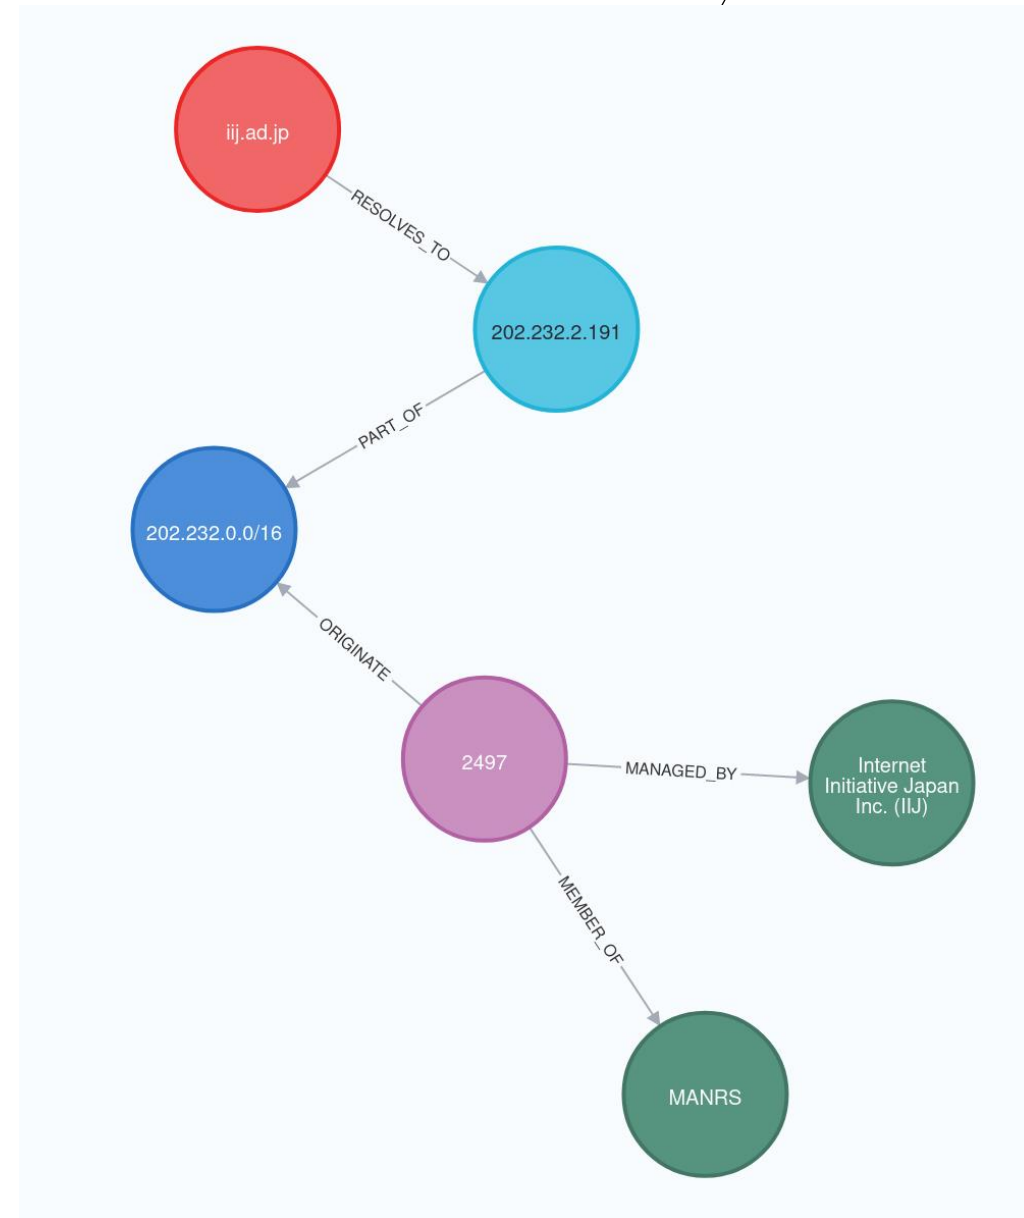 iij.ad.jp
RESOLVES_TO
202.232.2.191
PART_OF
202.232.0.0/16
ORIGINATE
2497
MANAGED_BY
Internet
Initiative Japan
Inc. (IIJ)
MEMBER_OF
MANRS